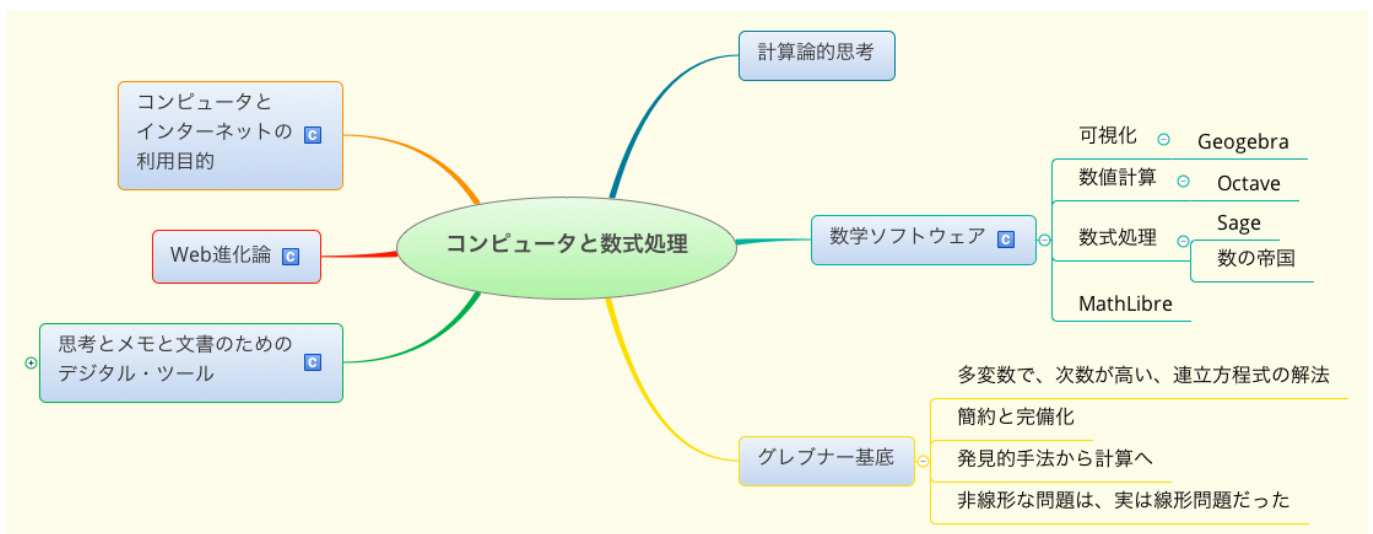 計算論的思考
コンピュータと
インターネットの
利用目的
Web進化論
思考とメモと文書のための
デジタル・ツール
コンピュータと数式処理
数学ソフトウェア
可視化
Geogebra
数値計算
Octave
数式処理
Sage
数の帝国
MathLibre
グレブナー基底
多変数で、次数が高い、連立方程式の解法
簡約と完備化
発見的手法から計算へ
非線形な問題は、実は線形問題だった